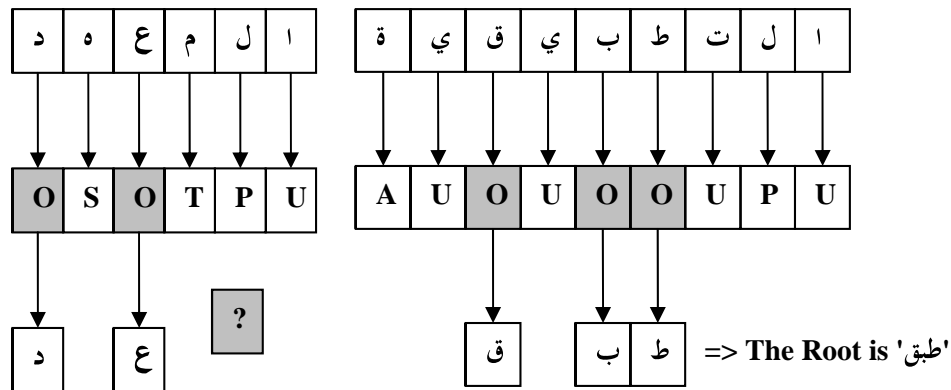 د ه ع م ل ا
ة ي ق ي ب ط ت ل ا
O S O T P U
A U O U O O U P U
?
د ع
ق ب ط => The Root is 'طبق'